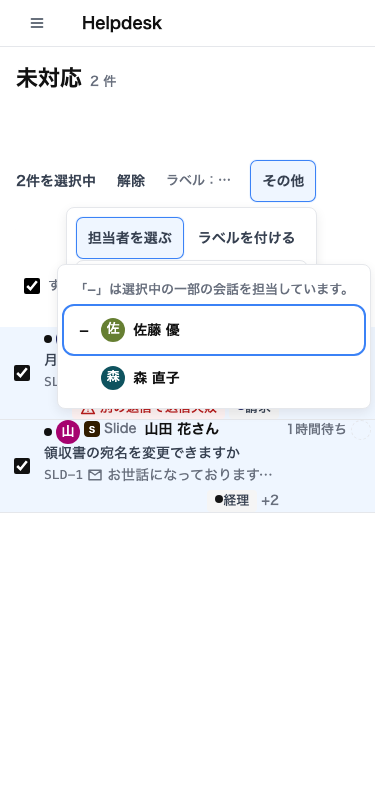 Helpdesk
未対応 2 件
2件を選択中 解除 ラベル：… その他
担当者を選ぶ ラベルを付ける
「–」は選択中の一部の会話を担当しています。
– 佐 佐藤 優
森 森 直子
月
SL
山 S Slide 山田 花さん 1時間待ち
領収書の宛名を変更できますか
SLD-1 お世話になっております…
経理 +2